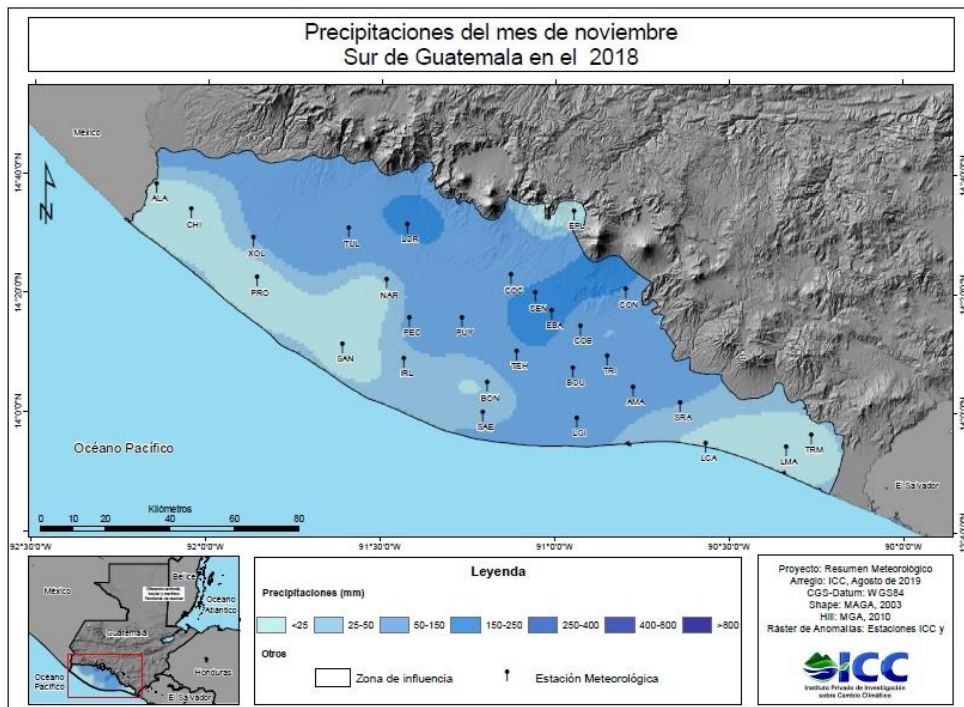 Precipitaciones del mes de noviembre
Sur de Guatemala en el 2018
México
14°40'0"N
14°20'0"N
14°0'0"N
92°30'0"W
92°0'0"W
91°30'0"W
91°0'0"W
90°30'0"W
90°0'0"W
N
ALA
CHI
XOL
TUL
LOR
EPL
PRO
NAR
COC
CEN
CON
PEC
PUY
EBA
COB
SAN
IRL
TEH
BOU
TRI
BON
AMA
SAE
LGI
SRA
LCA
LMA
TRM
Océano Pacífico
El Salvador
Kilómetros
0 10 20 40 60 80
México
Belice
Océano
Atlántico
Guatemala
Honduras
Océano
Pacífico
El Salvador
Leyenda
Precipitaciones (mm)
<25 25-50 50-150 150-250 250-400 400-600 >800
Otros
Zona de influencia
Estación Meteorológica
Proyecto: Resumen Meteorológico
Arreglo: ICC, Agosto de 2019
CGS-Datum: WGS84
Shape: MAGA, 2003
Hill: MGA, 2010
Ráster de Anomalías: Estaciones ICC y
ICC
Instituto Privado de Investigación
sobre Cambio Climático